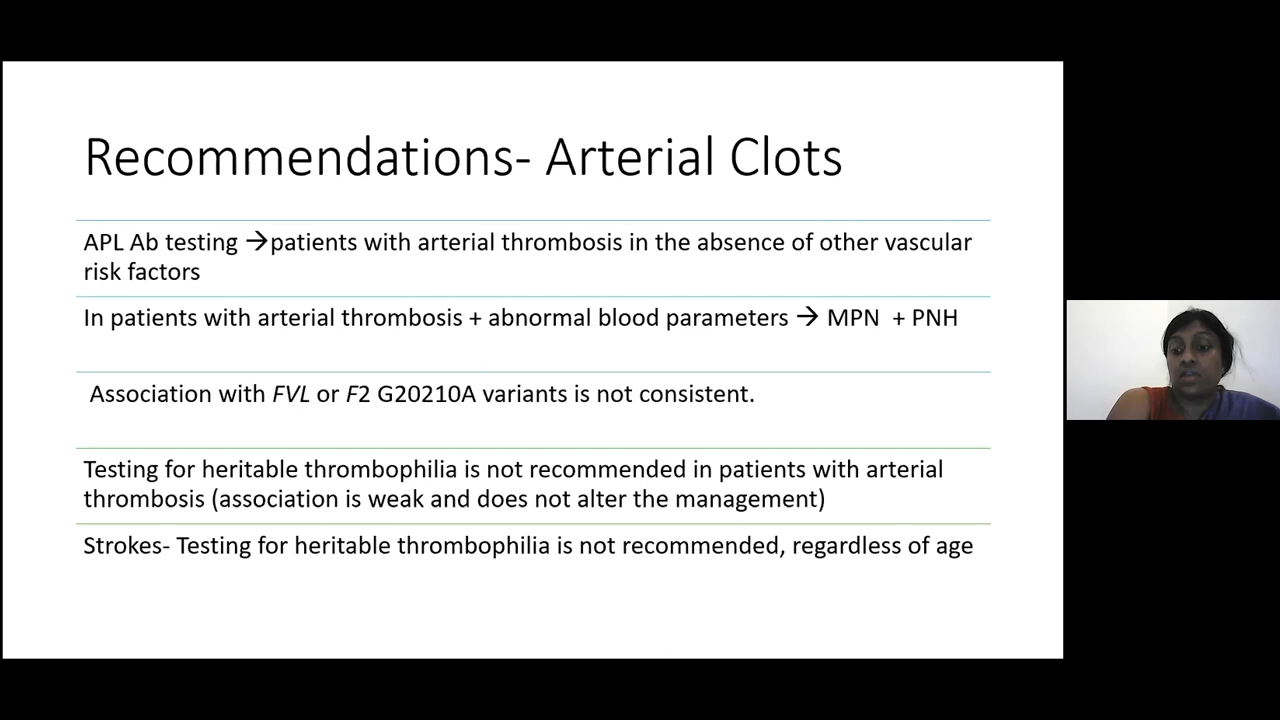 Recommendations- Arterial Clots
APL Ab testing →patients with arterial thrombosis in the absence of other vascular
risk factors
In patients with arterial thrombosis + abnormal blood parameters → MPN + PNH
Association with FVL or F2 G20210A variants is not consistent.
Testing for heritable thrombophilia is not recommended in patients with arterial
thrombosis (association is weak and does not alter the management)
Strokes- Testing for heritable thrombophilia is not recommended, regardless of age